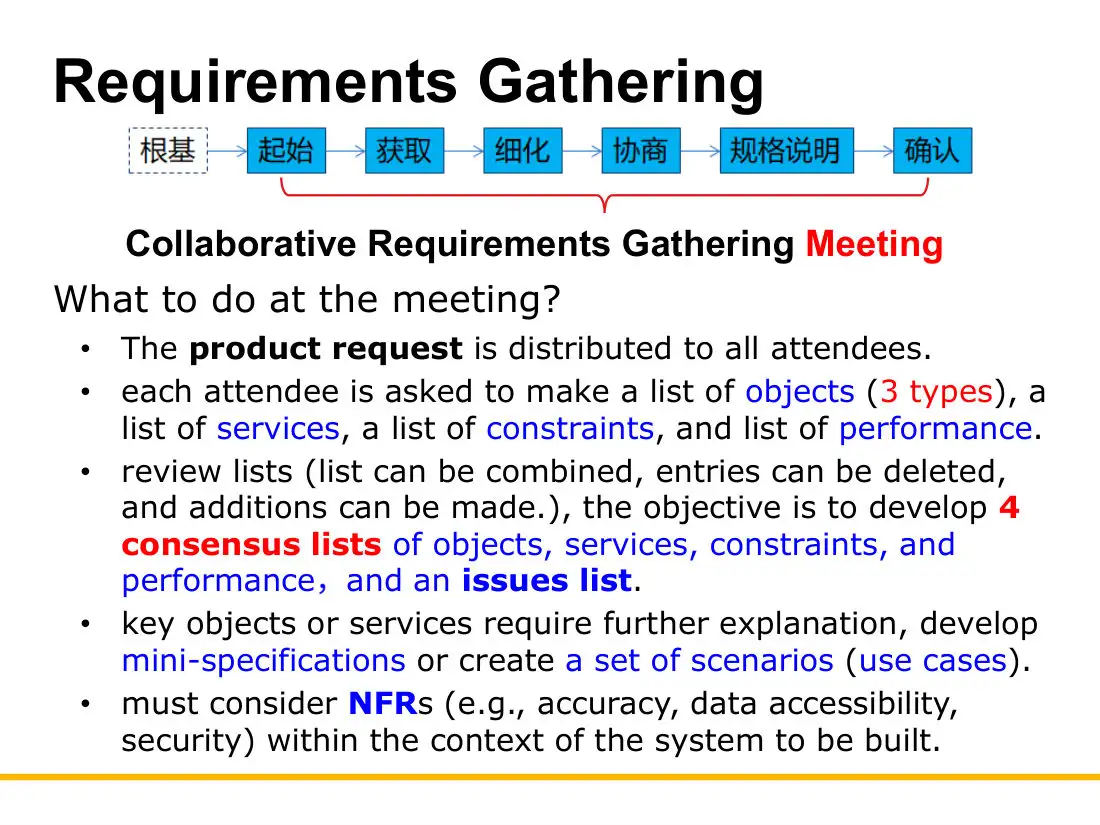 Requirements Gathering
根基 起始 获取 细化 协商 规格说明 确认
Collaborative Requirements Gathering Meeting
What to do at the meeting?
• The product request is distributed to all attendees.
• each attendee is asked to make a list of objects (3 types), a
list of services, a list of constraints, and list of performance.
• review lists (list can be combined, entries can be deleted,
and additions can be made.), the objective is to develop 4
consensus lists of objects, services, constraints, and
performance，and an issues list.
• key objects or services require further explanation, develop
mini-specifications or create a set of scenarios (use cases).
• must consider NFRs (e.g., accuracy, data accessibility,
security) within the context of the system to be built.